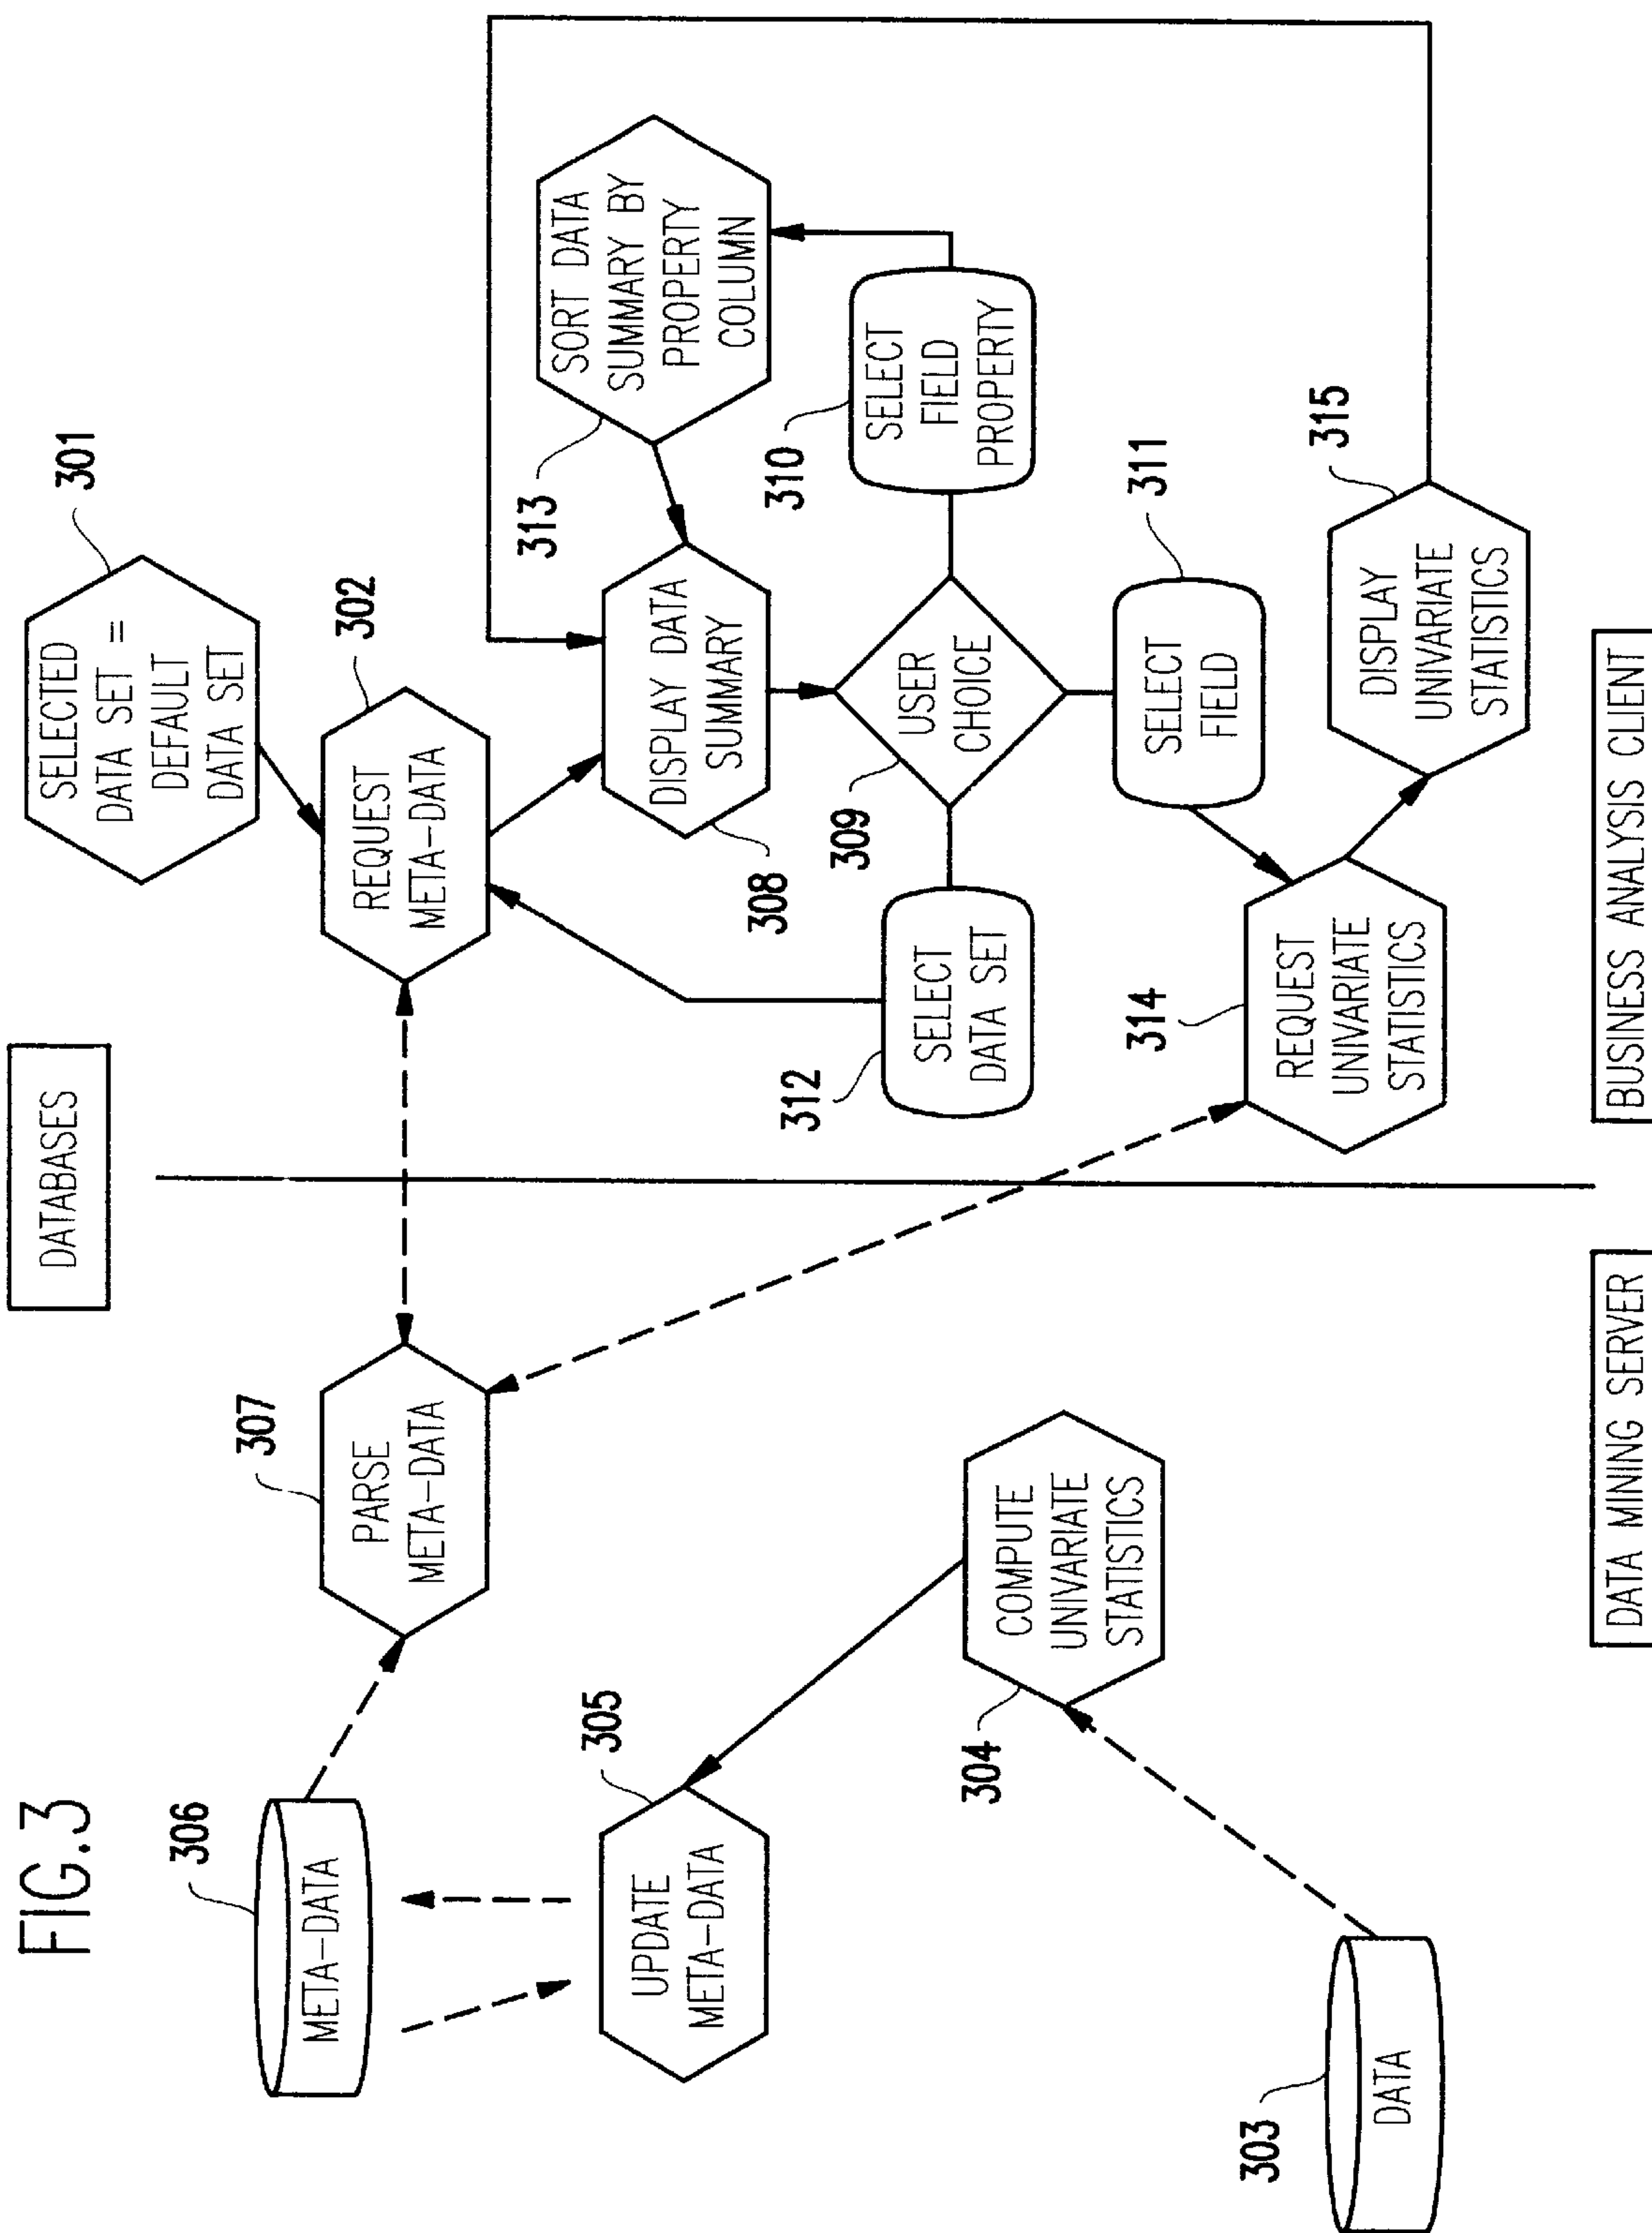 FIG.3
DATABASES
301
SELECTED
DATA SET =
DEFAULT
DATA SET
306
META-DATA
307
PARSE
META-DATA
302
REQUEST
META-DATA
313
SORT DATA
SUMMARY BY
PROPERTY
COLUMN
305
UPDATE
META-DATA
308
DISPLAY DATA
SUMMARY
312
SELECT
DATA SET
309
USER
CHOICE
310
SELECT
FIELD
PROPERTY
304
COMPUTE
UNIVARIATE
STATISTICS
311
SELECT
FIELD
303
DATA
314
REQUEST
UNIVARIATE
STATISTICS
315
DISPLAY
UNIVARIATE
STATISTICS
DATA MINING SERVER
BUSINESS ANALYSIS CLIENT